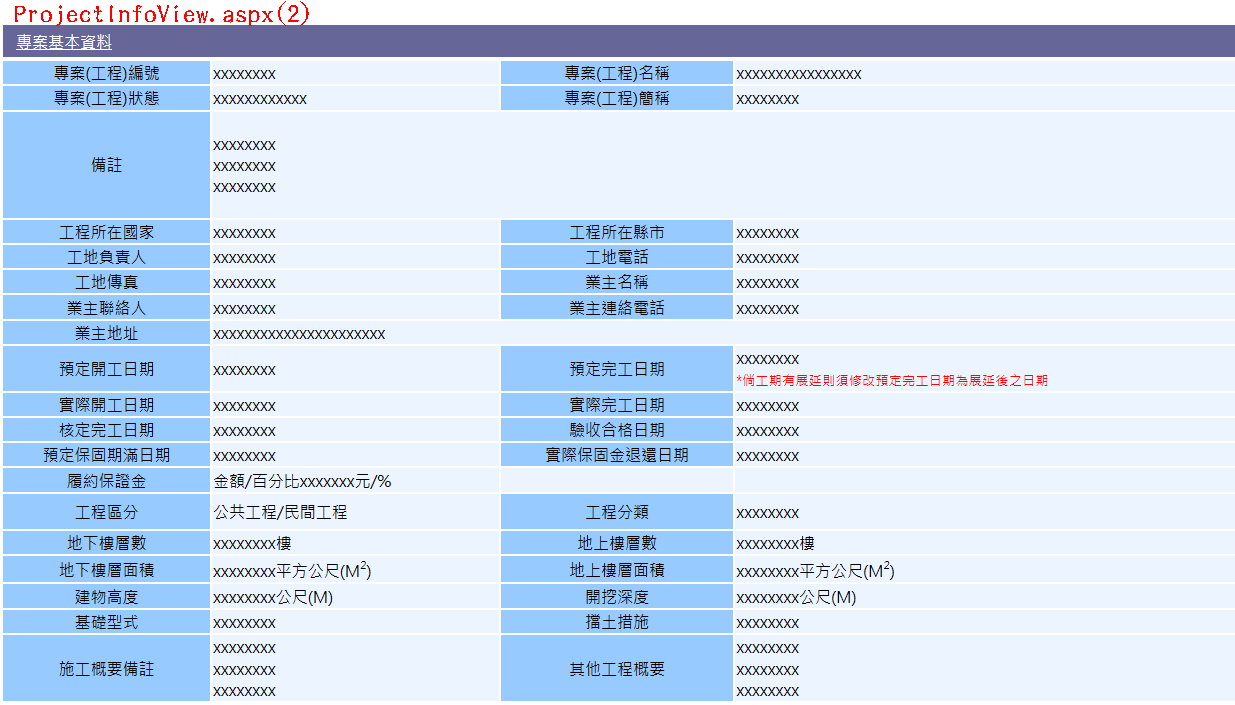 ProjectInfoView.aspx(2)
專案基本資料
專案(工程)編號 xxxxxxxx 專案(工程)名稱 xxxxxxxxxxxxxxxx
專案(工程)狀態 xxxxxxxxxxxx 專案(工程)簡稱 xxxxxxxx
備註
xxxxxxxx
xxxxxxxx
xxxxxxxx
工程所在國家 xxxxxxxx 工程所在縣市 xxxxxxxx
工地負責人 xxxxxxxx 工地電話 xxxxxxxx
工地傳真 xxxxxxxx 業主名稱 xxxxxxxx
業主聯絡人 xxxxxxxx 業主連絡電話 xxxxxxxx
業主地址 xxxxxxxxxxxxxxxxxxxxxx
預定開工日期 xxxxxxxx 預定完工日期 xxxxxxxx
*倘工期有展延則須修改預定完工日期為展延後之日期
實際開工日期 xxxxxxxx 實際完工日期 xxxxxxxx
核定完工日期 xxxxxxxx 驗收合格日期 xxxxxxxx
預定保固期滿日期 xxxxxxxx 實際保固金退還日期 xxxxxxxx
履約保證金 金額/百分比xxxxxxx元/%
工程區分 公共工程/民間工程 工程分類 xxxxxxxx
地下樓層數 xxxxxxxx樓 地上樓層數 xxxxxxxx樓
地下樓層面積 xxxxxxxx平方公尺(M²) 地上樓層面積 xxxxxxxx平方公尺(M²)
建物高度 xxxxxxxx公尺(M) 開挖深度 xxxxxxxx公尺(M)
基礎型式 xxxxxxxx 擋土措施 xxxxxxxx
施工概要備註
xxxxxxxx
xxxxxxxx
xxxxxxxx
其他工程概要
xxxxxxxx
xxxxxxxx
xxxxxxxx